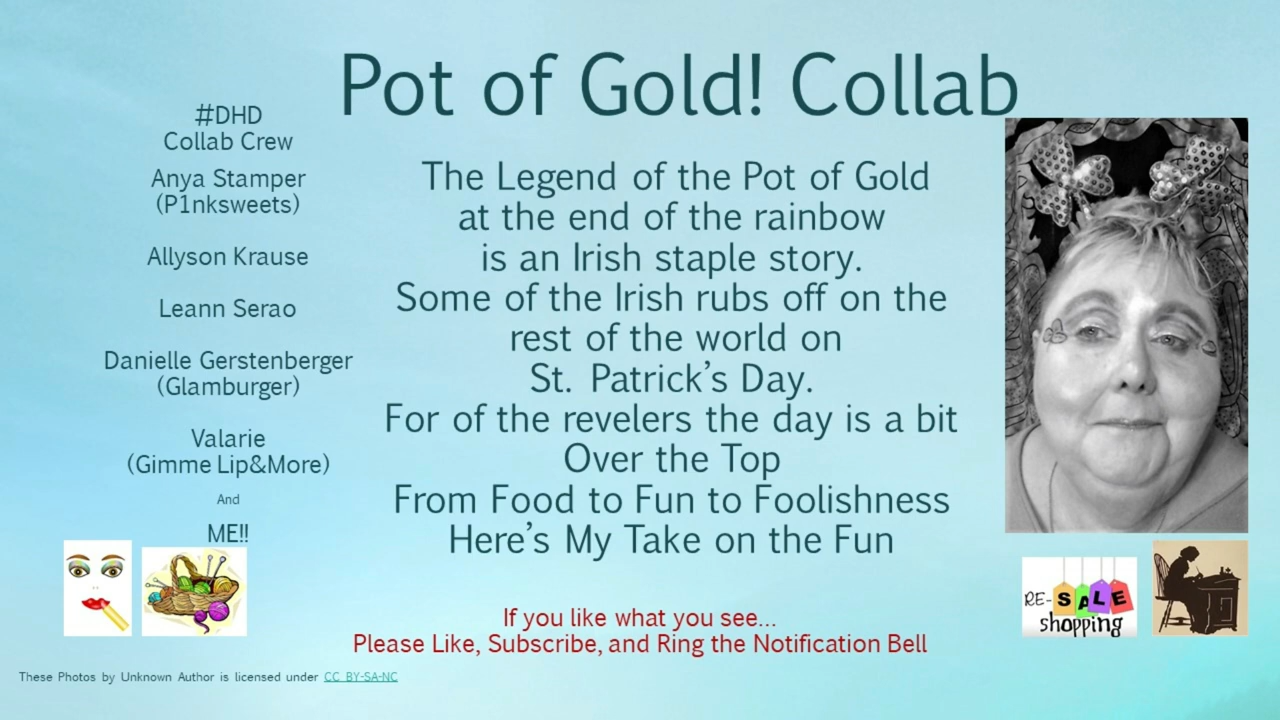 Pot of Gold! Collab
#DHD
Collab Crew
Anya Stamper
(P1nksweets)
Allyson Krause
Leann Serao
Danielle Gerstenberger
(Glamburger)
Valarie
(Gimme Lip&More)
And
ME!!
The Legend of the Pot of Gold
at the end of the rainbow
is an Irish staple story.
Some of the Irish rubs off on the
rest of the world on
St. Patrick's Day.
For of the revelers the day is a bit
Over the Top
From Food to Fun to Foolishness
Here's My Take on the Fun
RE-SALE
shopping
If you like what you see...
Please Like, Subscribe, and Ring the Notification Bell
These Photos by Unknown Author is licensed under CC BY-SA-NC